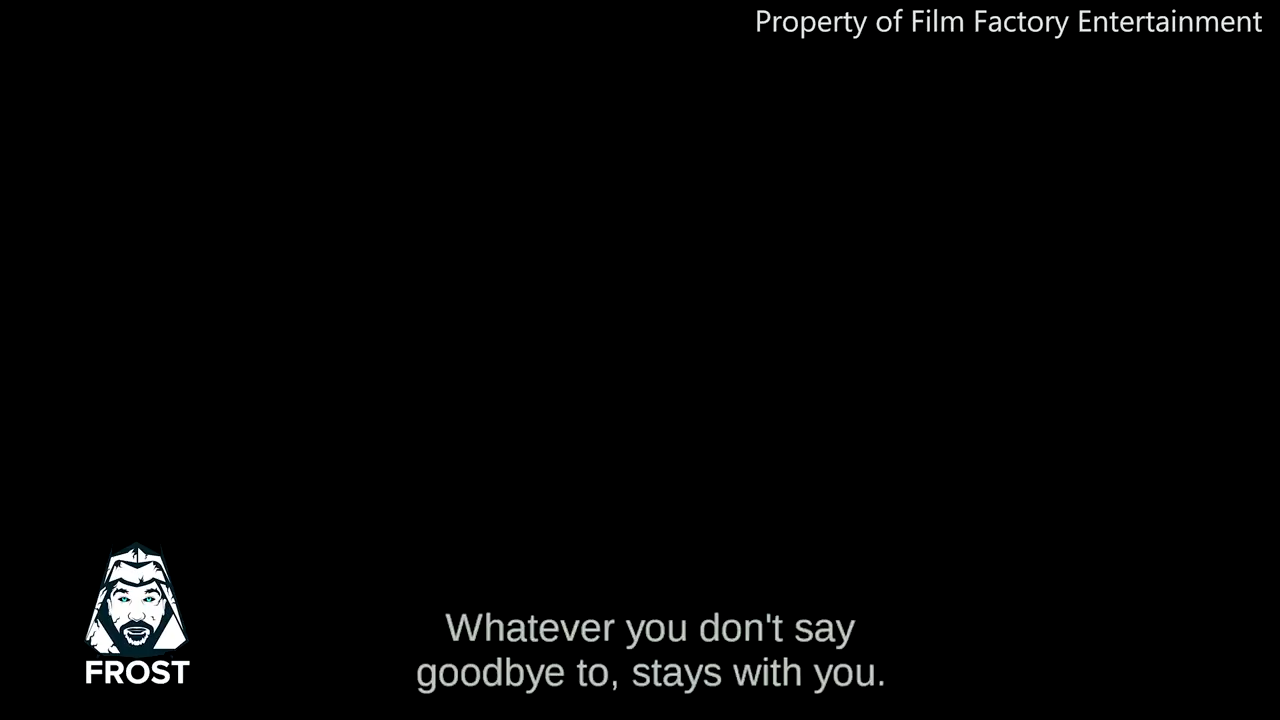 Property of Film Factory Entertainment
Whatever you don't say
goodbye to, stays with you.
FROST